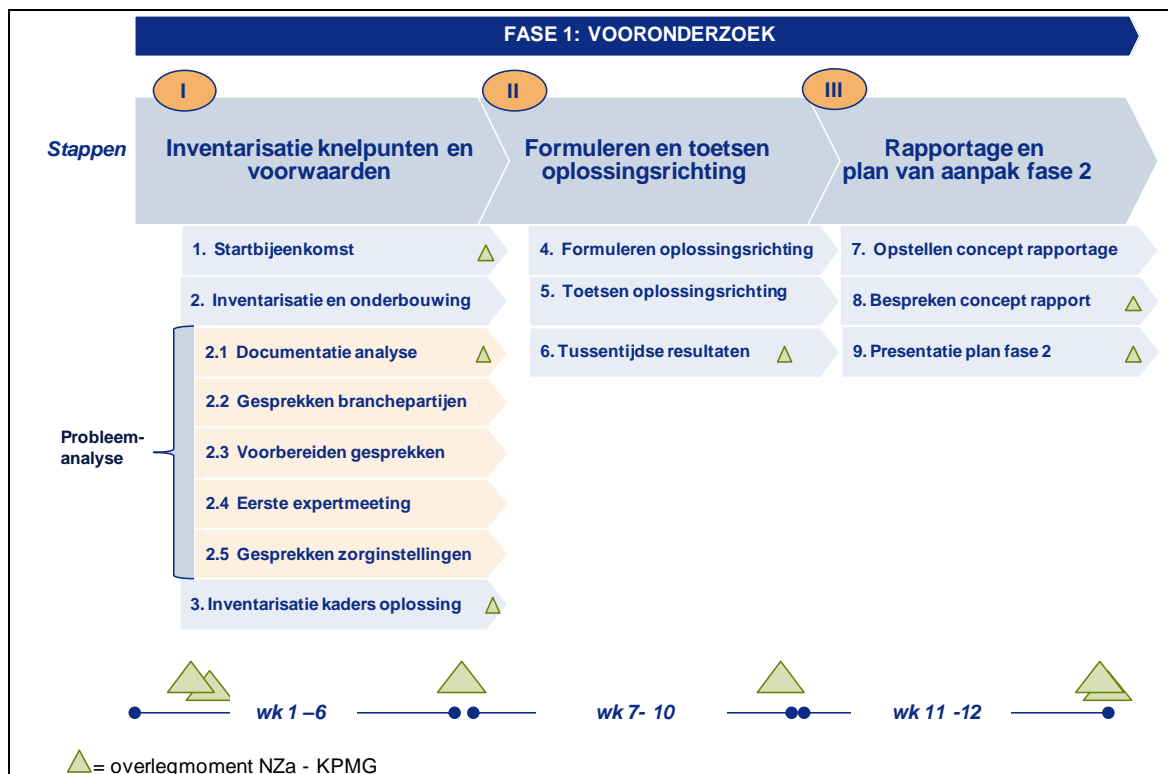 FASE 1: VOORONDERZOEK
I
II
III
Stappen
Inventarisatie knelpunten en
voorwaarden
Formuleren en toetsen
oplossingsrichting
Rapportage en
plan van aanpak fase 2
1. Startbijeenkomst
2. Inventarisatie en onderbouwing
Probleem-
analyse
2.1 Documentatie analyse
2.2 Gesprekken branchepartijen
2.3 Voorbereiden gesprekken
2.4 Eerste expertmeeting
2.5 Gesprekken zorginstellingen
3. Inventarisatie kaders oplossing
4. Formuleren oplossingsrichting
5. Toetsen oplossingsrichting
6. Tussentijdse resultaten
7. Opstellen concept rapportage
8. Bespreken concept rapport
9. Presentatie plan fase 2
wk 1 –6
wk 7- 10
wk 11 -12
= overlegmoment NZa - KPMG